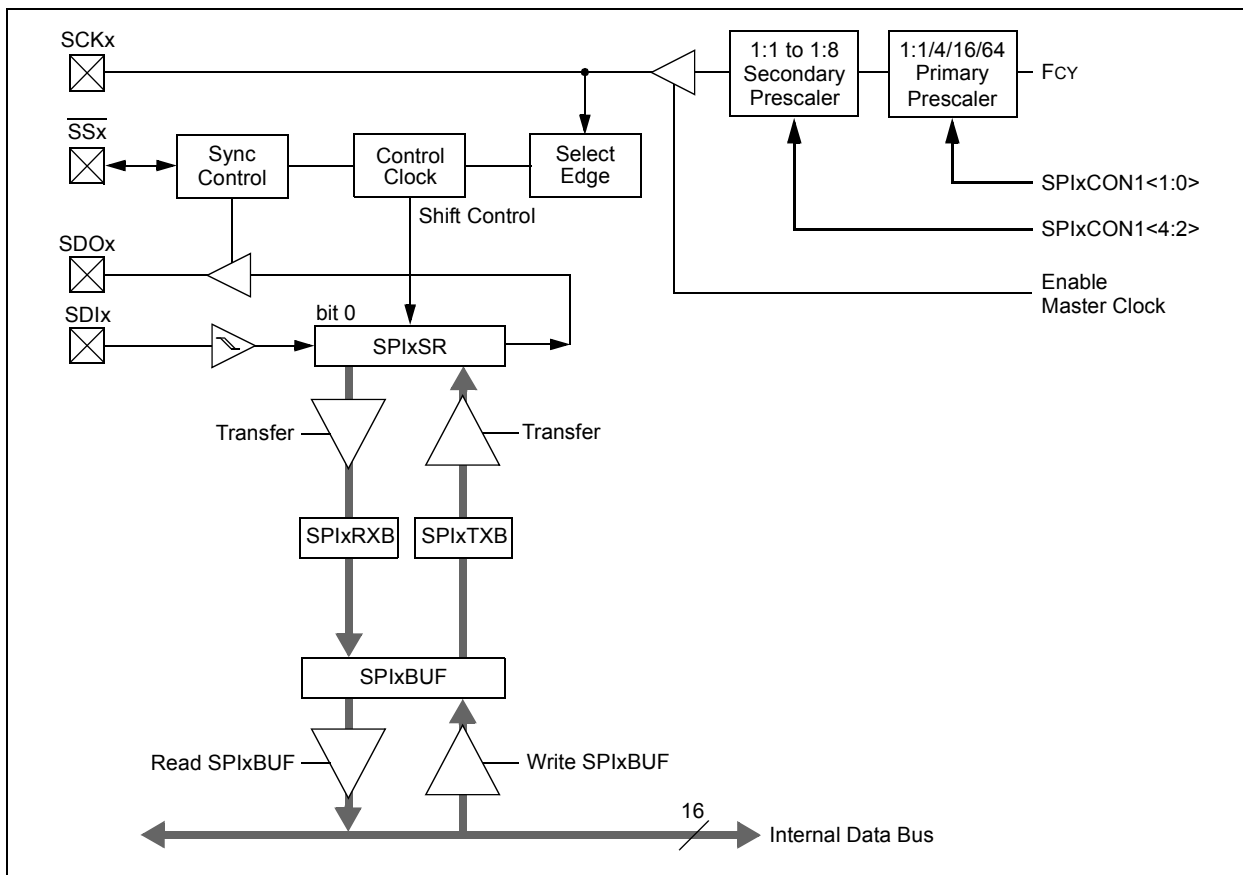 SCKx
1:1 to 1:8
Secondary
Prescaler
1:1/4/16/64
Primary
Prescaler
FCY
SSx
Sync
Control
Control
Clock
Select
Edge
Shift Control
SPIxCON1<1:0>
SPIxCON1<4:2>
SDOx
Enable
Master Clock
SDIx
bit 0
SPIxSR
Transfer
Transfer
SPIxRXB
SPIxTXB
SPIxBUF
Read SPIxBUF
Write SPIxBUF
16
Internal Data Bus